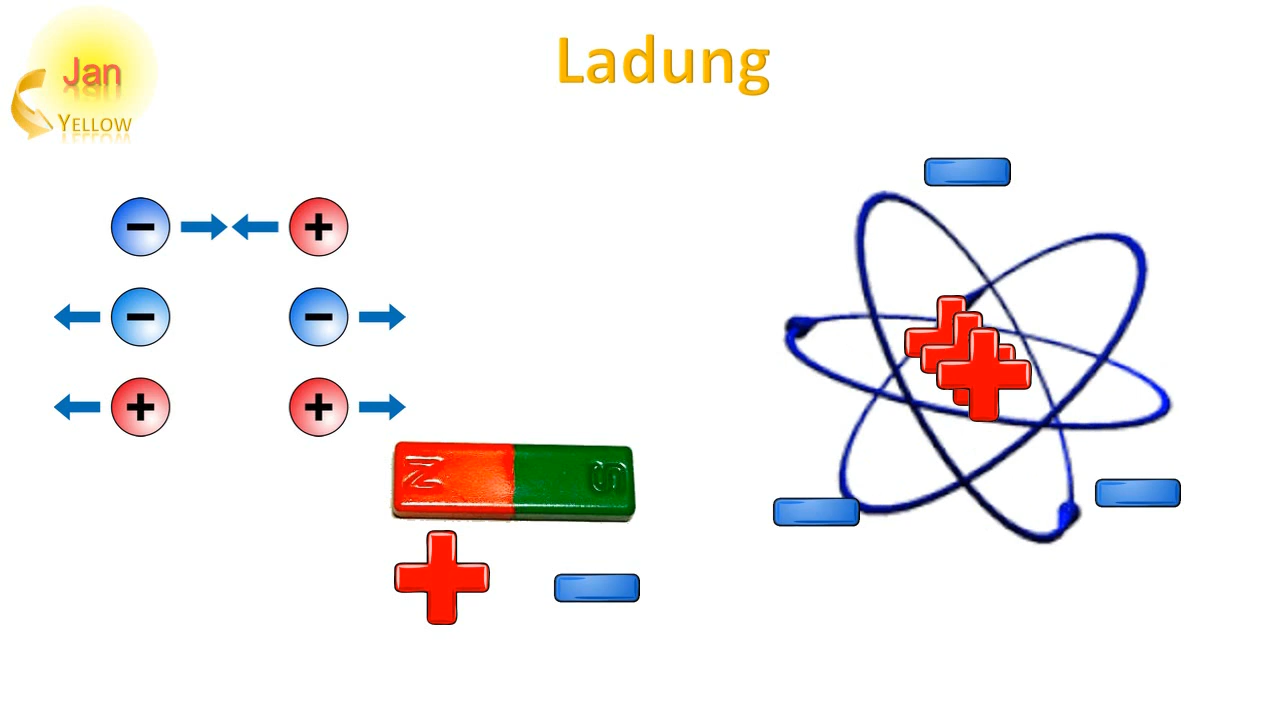 Ladung
Jan
YELLOW
− +
− −
+ +
N S